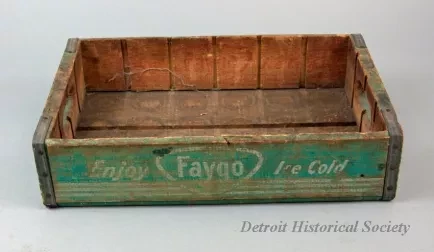 Enjoy Faygo Ice Cold
Detroit Historical Society